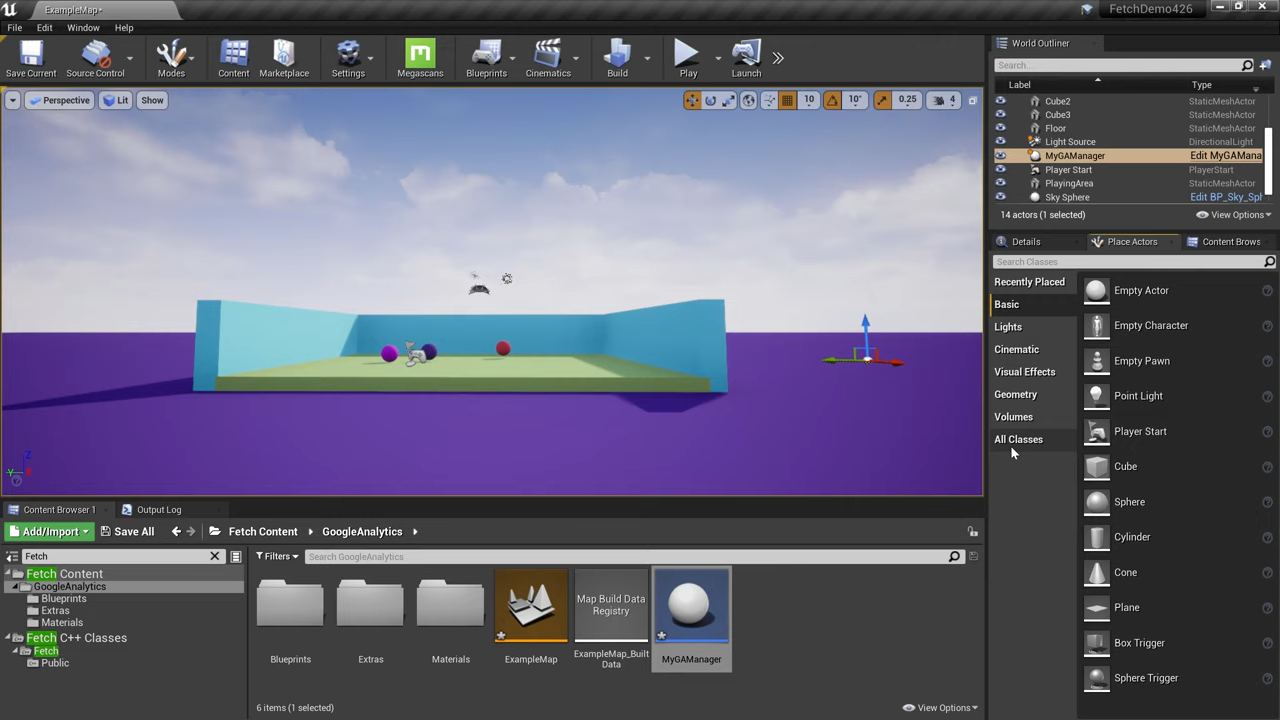 ExampleMap•
FetchDemo426
File Edit Window Help
Save Current
Source Control
Modes
Content
Marketplace
Settings
Megascans
Blueprints
Cinematics
Build
Play
Launch
Perspective
Lit
Show
10
10°
0.25
4
World Outliner
Search...
Label Type
Cube2 StaticMeshActor
Cube3 StaticMeshActor
Floor StaticMeshActor
Light Source DirectionalLight
MyGAManager Edit MyGAMana
Player Start PlayerStart
PlayingArea StaticMeshActor
Sky Sphere Edit BP_Sky_Spl
14 actors (1 selected)
View Options
Details
Place Actors
Content Brows
Search Classes
Recently Placed
Basic
Lights
Cinematic
Visual Effects
Geometry
Volumes
All Classes
Empty Actor
Empty Character
Empty Pawn
Point Light
Player Start
Cube
Sphere
Cylinder
Cone
Plane
Box Trigger
Sphere Trigger
Z
Y
X
Content Browser 1
Output Log
Add/Import
Save All
Fetch Content
GoogleAnalytics
Fetch
Filters
Search GoogleAnalytics
Fetch Content
GoogleAnalytics
Blueprints
Extras
Materials
Fetch C++ Classes
Fetch
Public
Blueprints
Extras
Materials
ExampleMap
Map Build Data
Registry
ExampleMap_Built
Data
MyGAManager
6 items (1 selected)
View Options